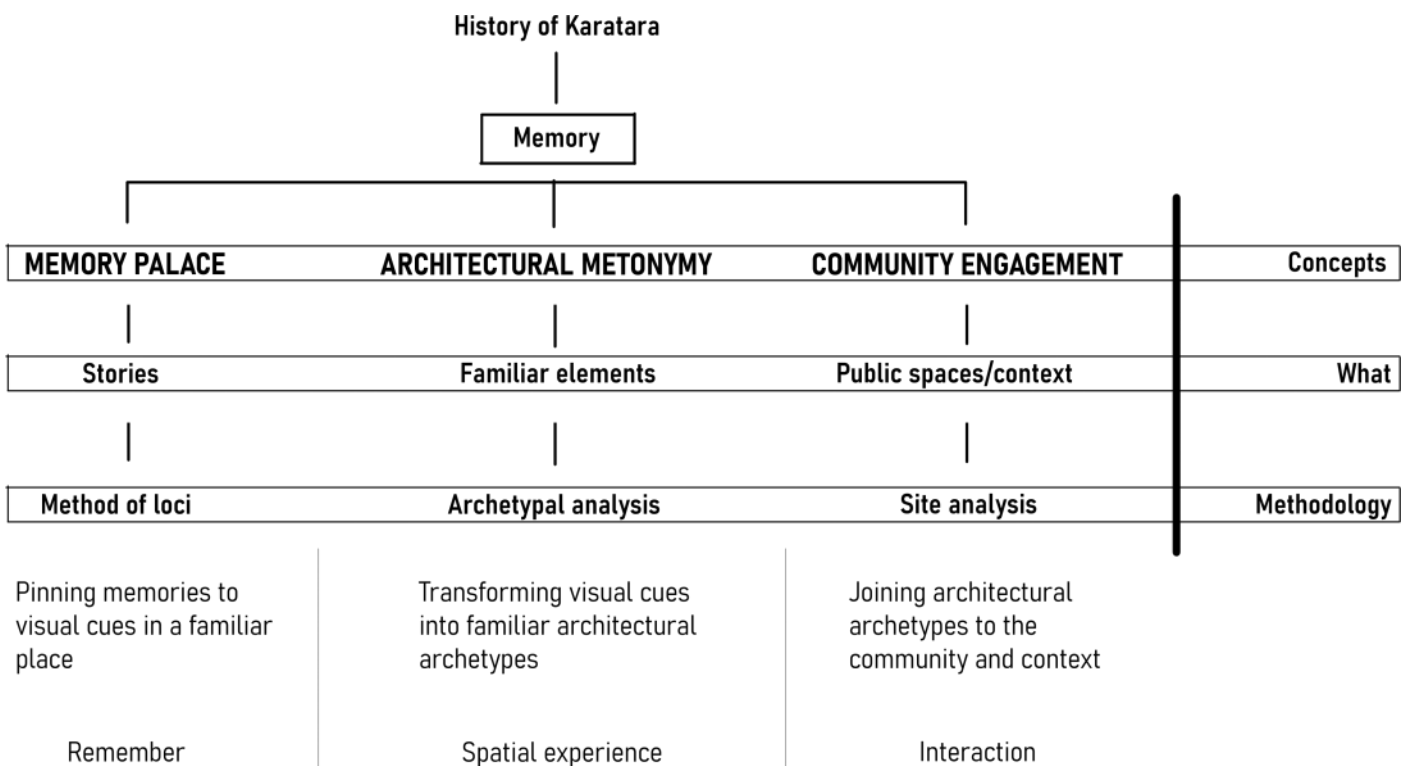 History of Karatara
Memory
MEMORY PALACE ARCHITECTURAL METONYMY COMMUNITY ENGAGEMENT Concepts
Stories Familiar elements Public spaces/context What
Method of loci Archetypal analysis Site analysis Methodology
Pinning memories to
visual cues in a familiar
place
Transforming visual cues
into familiar architectural
archetypes
Joining architectural
archetypes to the
community and context
Remember Spatial experience Interaction